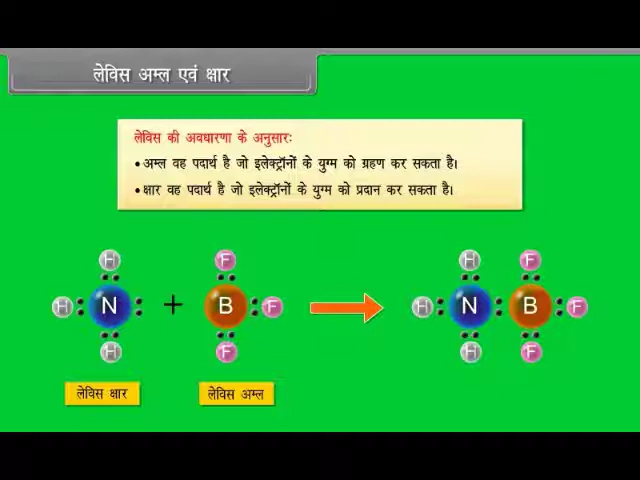 लेविस अम्ल एवं क्षार
लेविस की अवधारणा के अनुसारः
•अम्ल वह पदार्थ है जो इलेक्ट्रॉनों के युग्म को ग्रहण कर सकता है।
•क्षार वह पदार्थ है जो इलेक्ट्रॉनों के युग्म को प्रदान कर सकता है।
H F H F
H N + B F H N B F
H F H F
लेविस क्षार लेविस अम्ल